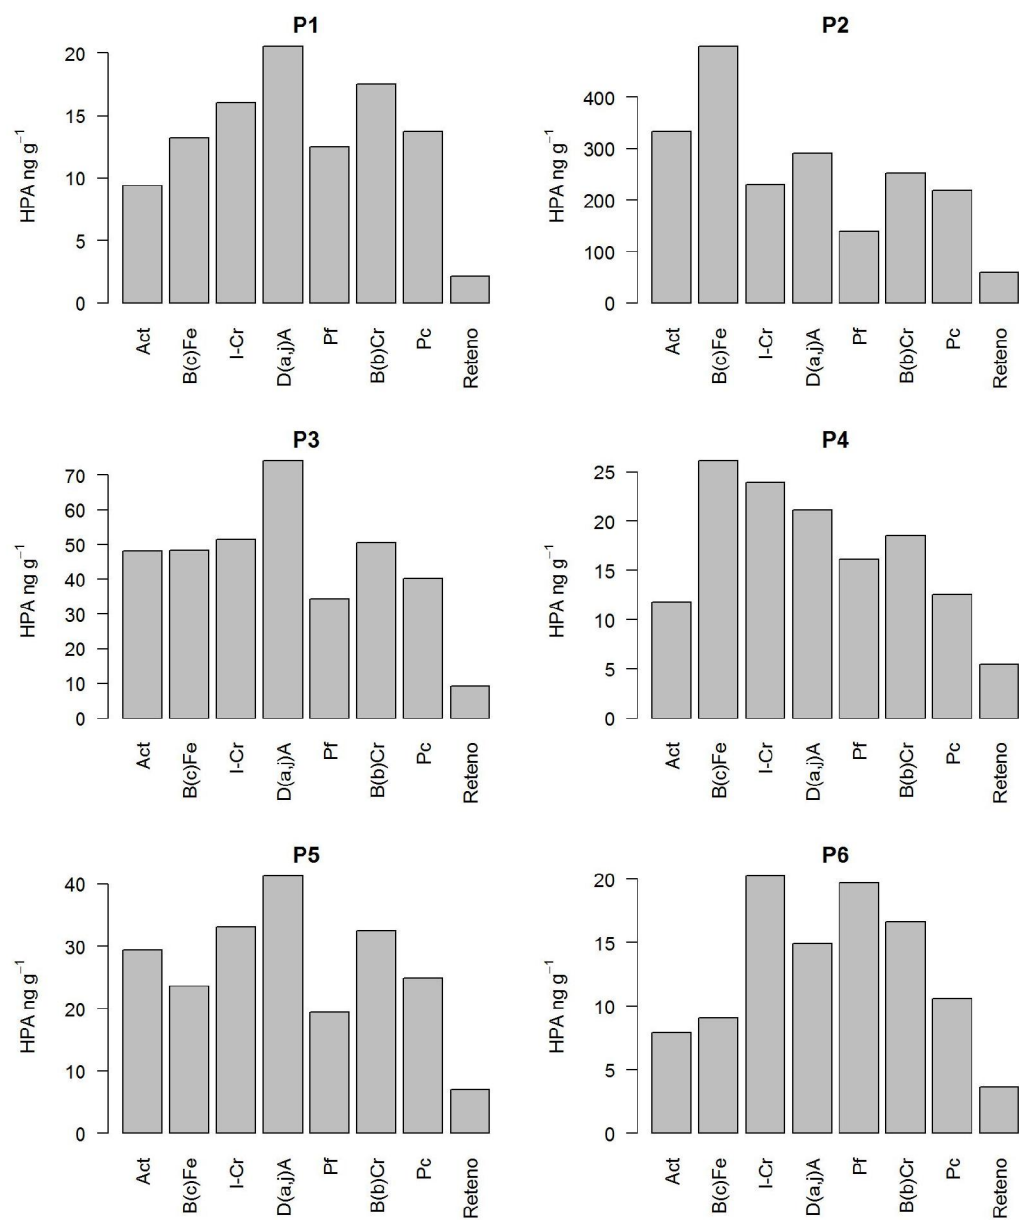 P1
HPA ng g⁻¹
20
15
10
5
0
Act
B(c)Fe
I-Cr
D(a,j)A
Pf
B(b)Cr
Pc
Reteno
P2
HPA ng g⁻¹
400
300
200
100
0
Act
B(c)Fe
I-Cr
D(a,j)A
Pf
B(b)Cr
Pc
Reteno
P3
HPA ng g⁻¹
70
60
50
40
30
20
10
0
Act
B(c)Fe
I-Cr
D(a,j)A
Pf
B(b)Cr
Pc
Reteno
P4
HPA ng g⁻¹
25
20
15
10
5
0
Act
B(c)Fe
I-Cr
D(a,j)A
Pf
B(b)Cr
Pc
Reteno
P5
HPA ng g⁻¹
40
30
20
10
0
Act
B(c)Fe
I-Cr
D(a,j)A
Pf
B(b)Cr
Pc
Reteno
P6
HPA ng g⁻¹
20
15
10
5
0
Act
B(c)Fe
I-Cr
D(a,j)A
Pf
B(b)Cr
Pc
Reteno